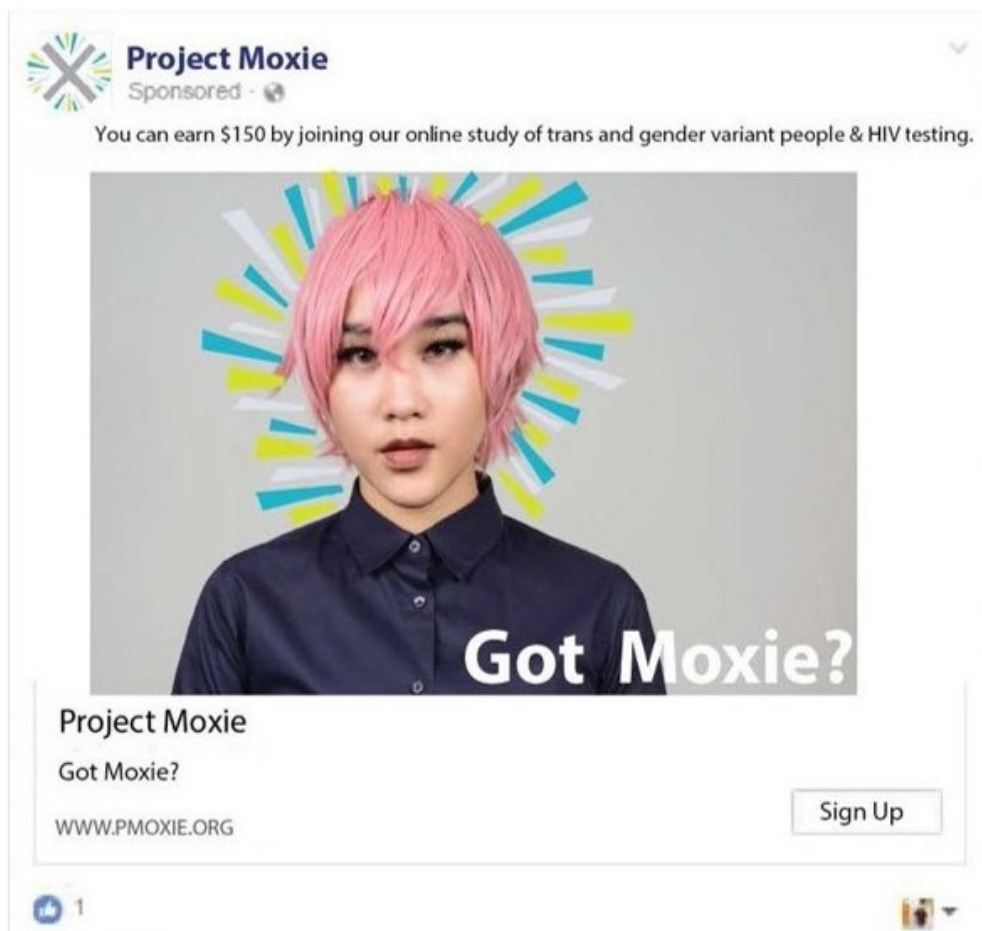 Project Moxie
Sponsored -
You can earn $150 by joining our online study of trans and gender variant people & HIV testing.
Got Moxie?
Project Moxie
Got Moxie?
WWW.PMOXIE.ORG
Sign Up
1